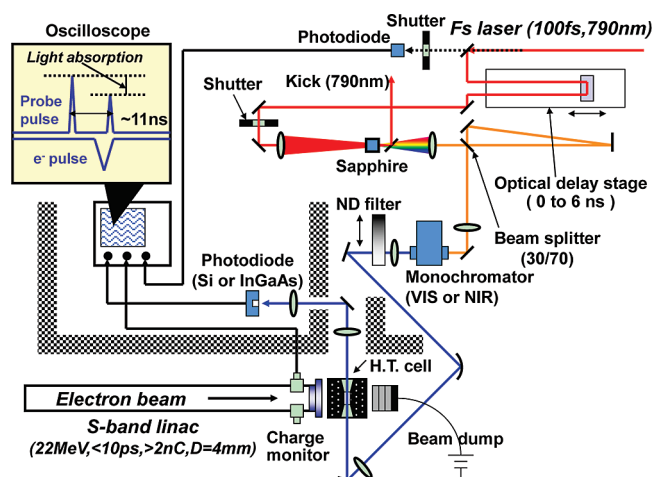 Oscilloscope
Light absorption
Probe
pulse
~11ns
e- pulse
Photodiode
Shutter
Fs laser (100fs,790nm)
Kick (790nm)
Shutter
Sapphire
Optical delay stage
( 0 to 6 ns )
ND filter
Beam splitter
(30/70)
Photodiode
(Si or InGaAs)
Monochromator
(VIS or NIR)
H.T. cell
Electron beam
S-band linac
(22MeV,<10ps,>2nC,D=4mm)
Charge
monitor
Beam dump